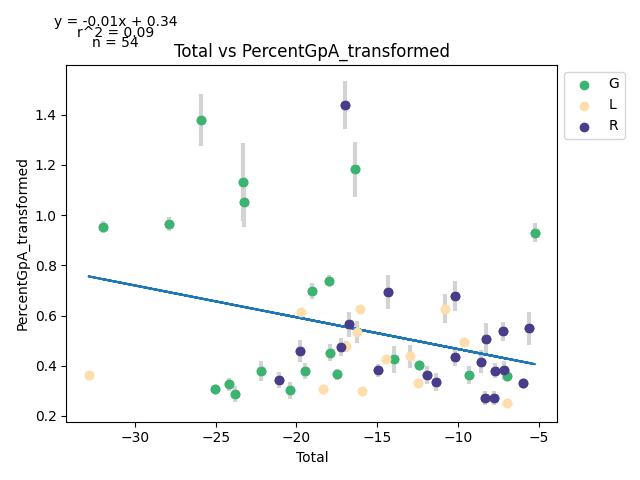 y = -0.01x + 0.34
r^2 = 0.09
n = 54
Total vs PercentGpA_transformed
G
L
R
PercentGpA_transformed
1.4
1.2
1.0
0.8
0.6
0.4
0.2
−30
−25
−20
−15
−10
−5
Total